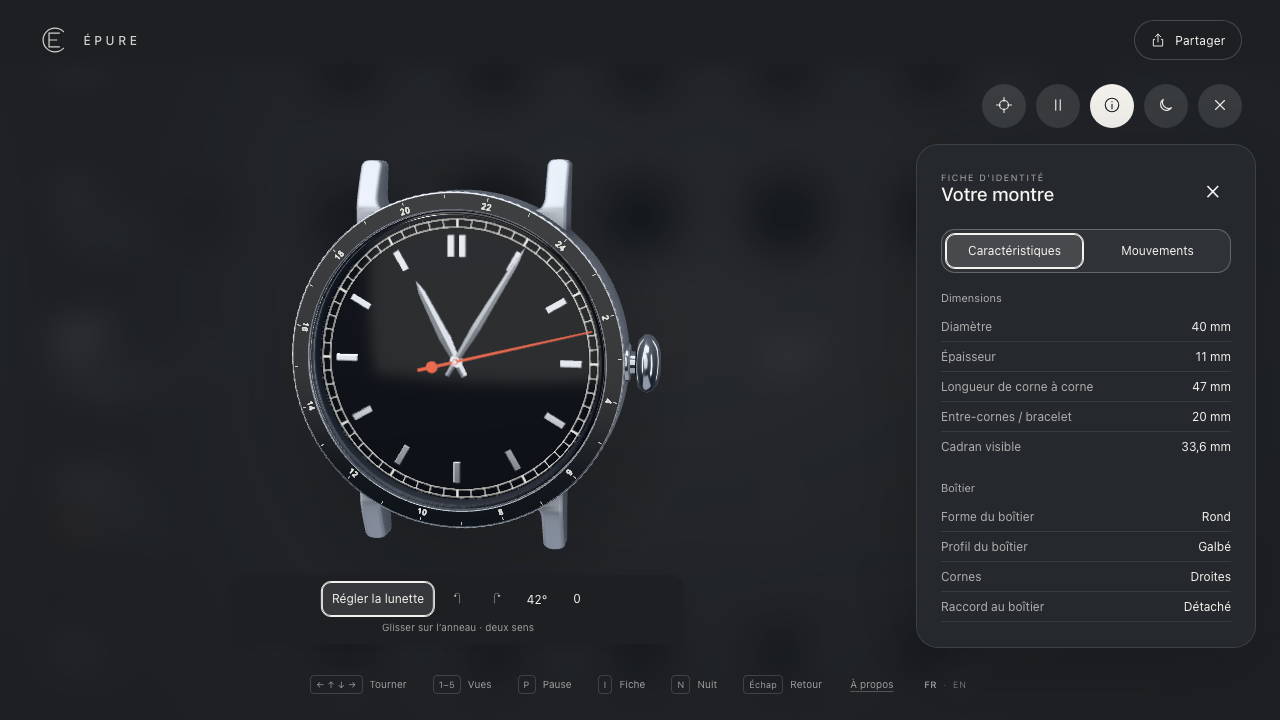 ÉPURE
Partager
FICHE D'IDENTITÉ
Votre montre
Caractéristiques
Mouvements
Dimensions
Diamètre 40 mm
Épaisseur 11 mm
Longueur de corne à corne 47 mm
Entre-cornes / bracelet 20 mm
Cadran visible 33,6 mm
Boîtier
Forme du boîtier Rond
Profil du boîtier Galbé
Cornes Droites
Raccord au boîtier Détaché
22
24
2
4
6
8
10
12
14
16
18
20
Régler la lunette 42° 0
Glisser sur l'anneau · deux sens
←↑↓→ Tourner 1–5 Vues P Pause I Fiche N Nuit Échap Retour À propos FR · EN